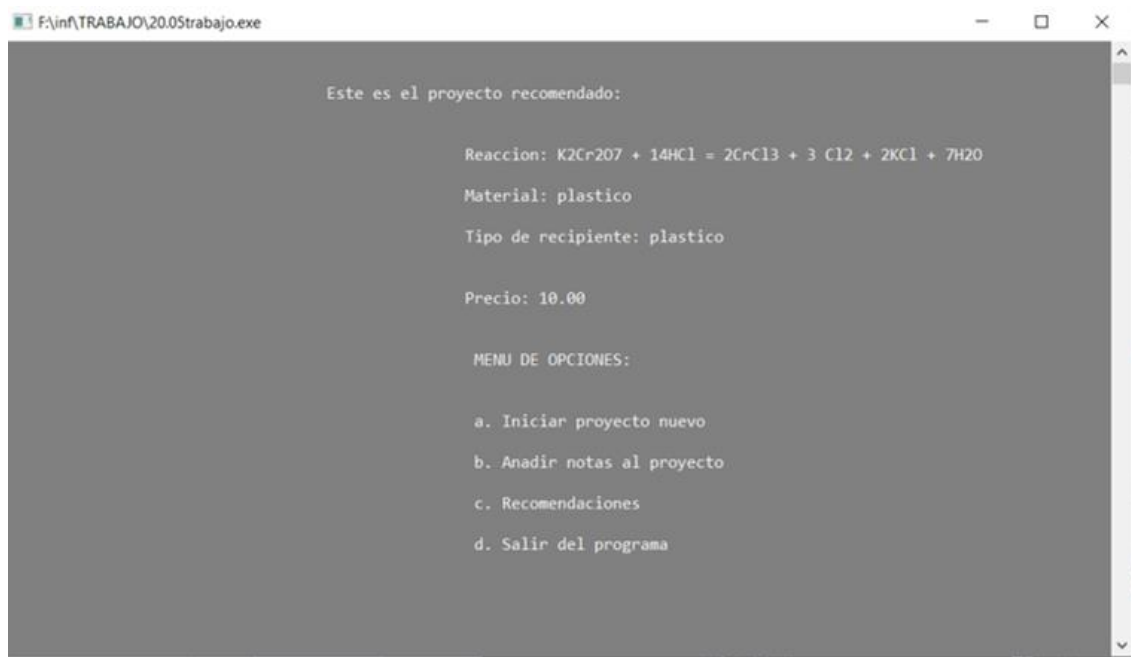 F:\inf\TRABAJO\20.05trabajo.exe
Este es el proyecto recomendado:
Reaccion: K2Cr2O7 + 14HCl = 2CrCl3 + 3 Cl2 + 2KCl + 7H2O
Material: plastico
Tipo de recipiente: plastico
Precio: 10.00
MENU DE OPCIONES:
a. Iniciar proyecto nuevo
b. Anadir notas al proyecto
c. Recomendaciones
d. Salir del programa